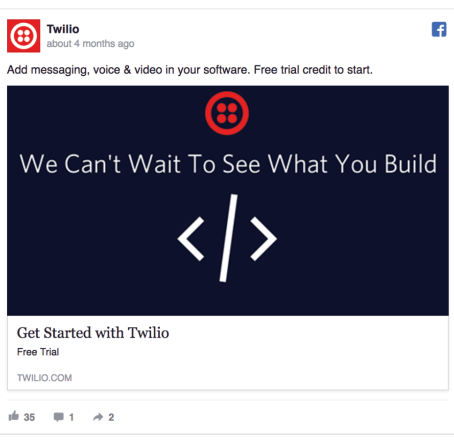 Twilio
about 4 months ago
Add messaging, voice & video in your software. Free trial credit to start.
We Can't Wait To See What You Build
</>
Get Started with Twilio
Free Trial
TWILIO.COM
35 1 2